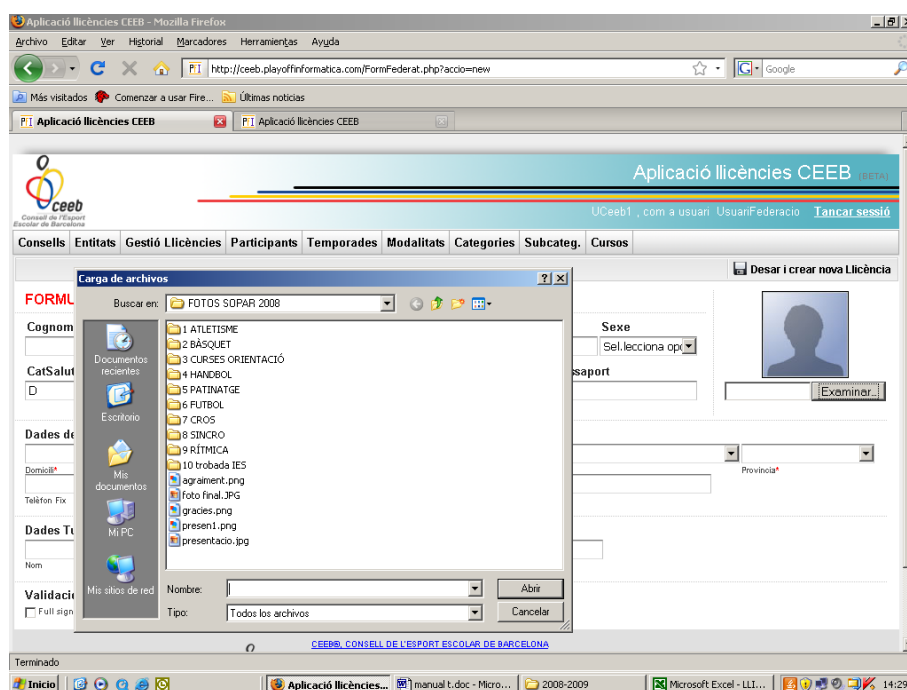 Aplicació llicències CEEB - Mozilla Firefox
Archivo Editar Ver Historial Marcadores Herramientas Ayuda
http://ceeb.playoffinformatica.com/FormFederat.php?accio=new
Google
Más visitados Comenzar a usar Fire... Últimas noticias
Aplicació llicències CEEB Aplicació llicències CEEB
ceeb
Consell de l'Esport
Escolar de Barcelona
Aplicació llicències CEEB (BETA)
UCeeb1 , com a usuari UsuariFederacio Tancar sessió
Consells Entitats Gestió Llicències Participants Temporades Modalitats Categories Subcateg. Cursos
Desar i crear nova Llicència
Carga de archivos
Buscar en: FOTOS SOPAR 2008
FORMU
Cognom
Sexe
Sel.lecciona op
CatSalut
saport
D
Examinar...
Dades de
Domicili*
Provincia*
Telèfon Fix
Dades Tu
Nom
Validació
Full sign
Documentos recientes
Escritorio
Mis documentos
Mi PC
Mis sitios de red
1 ATLETISME
2 BÀSQUET
3 CURSES ORIENTACIÓ
4 HANDBOL
5 PATINATGE
6 FUTBOL
7 CROS
8 SINCRO
9 RÍTMICA
10 trobada IES
agraiment.png
foto final.JPG
gracies.png
presen1.png
presentacio.jpg
Nombre: Abrir
Tipo: Todos los archivos Cancelar
CEEB®, CONSELL DE L'ESPORT ESCOLAR DE BARCELONA
Terminado
Inicio Aplicació llicències... manual t.doc - Micro... 2008-2009 Microsoft Excel - LLI... 14:29